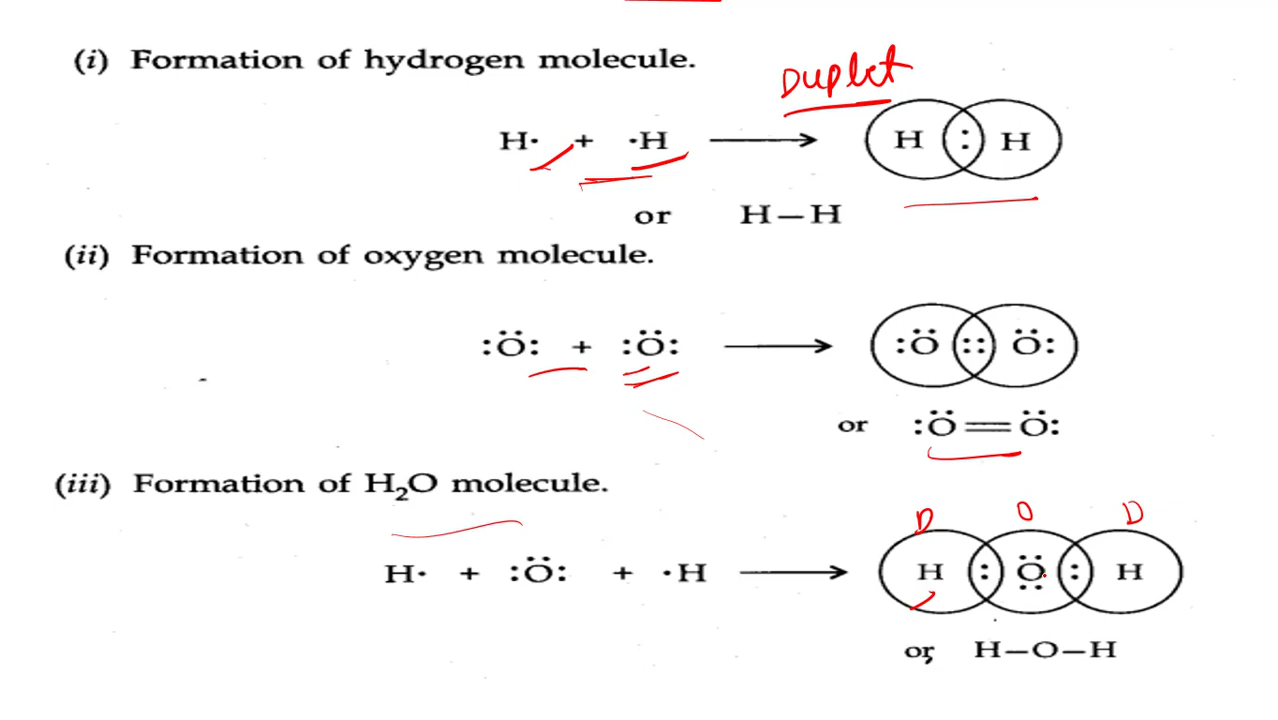 (i) Formation of hydrogen molecule.
Duplet
H· + ·H ⟶ H : H
or H–H
(ii) Formation of oxygen molecule.
:Ö: + :Ö: ⟶ :Ö :: Ö:
or :Ö=Ö:
(iii) Formation of H₂O molecule.
D O D
H· + :Ö: + ·H ⟶ H : Ö̤ : H
or, H–O–H